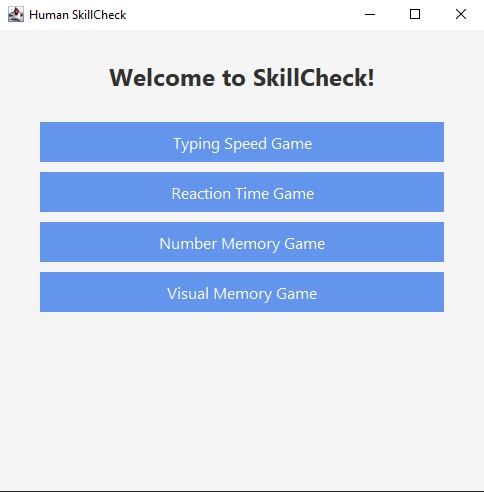 Human SkillCheck
Welcome to SkillCheck!
Typing Speed Game
Reaction Time Game
Number Memory Game
Visual Memory Game